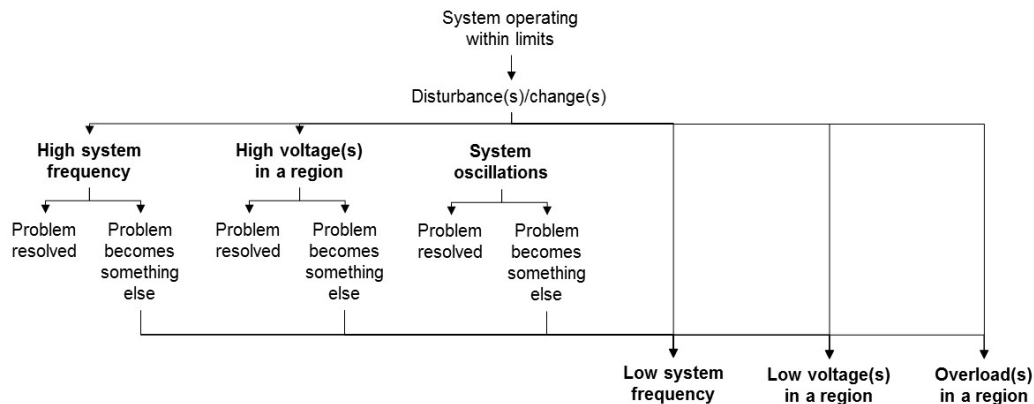 System operating
within limits
Disturbance(s)/change(s)
High system
frequency
High voltage(s)
in a region
System
oscillations
Problem
resolved
Problem
becomes
something
else
Problem
resolved
Problem
becomes
something
else
Problem
resolved
Problem
becomes
something
else
Low system
frequency
Low voltage(s)
in a region
Overload(s)
in a region